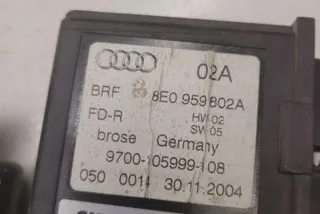 02A
BRF 8E0 959 802A
FD-R HW 02
SW 05
brose Germany
9700-105999-108
050 0014 30.11.2004